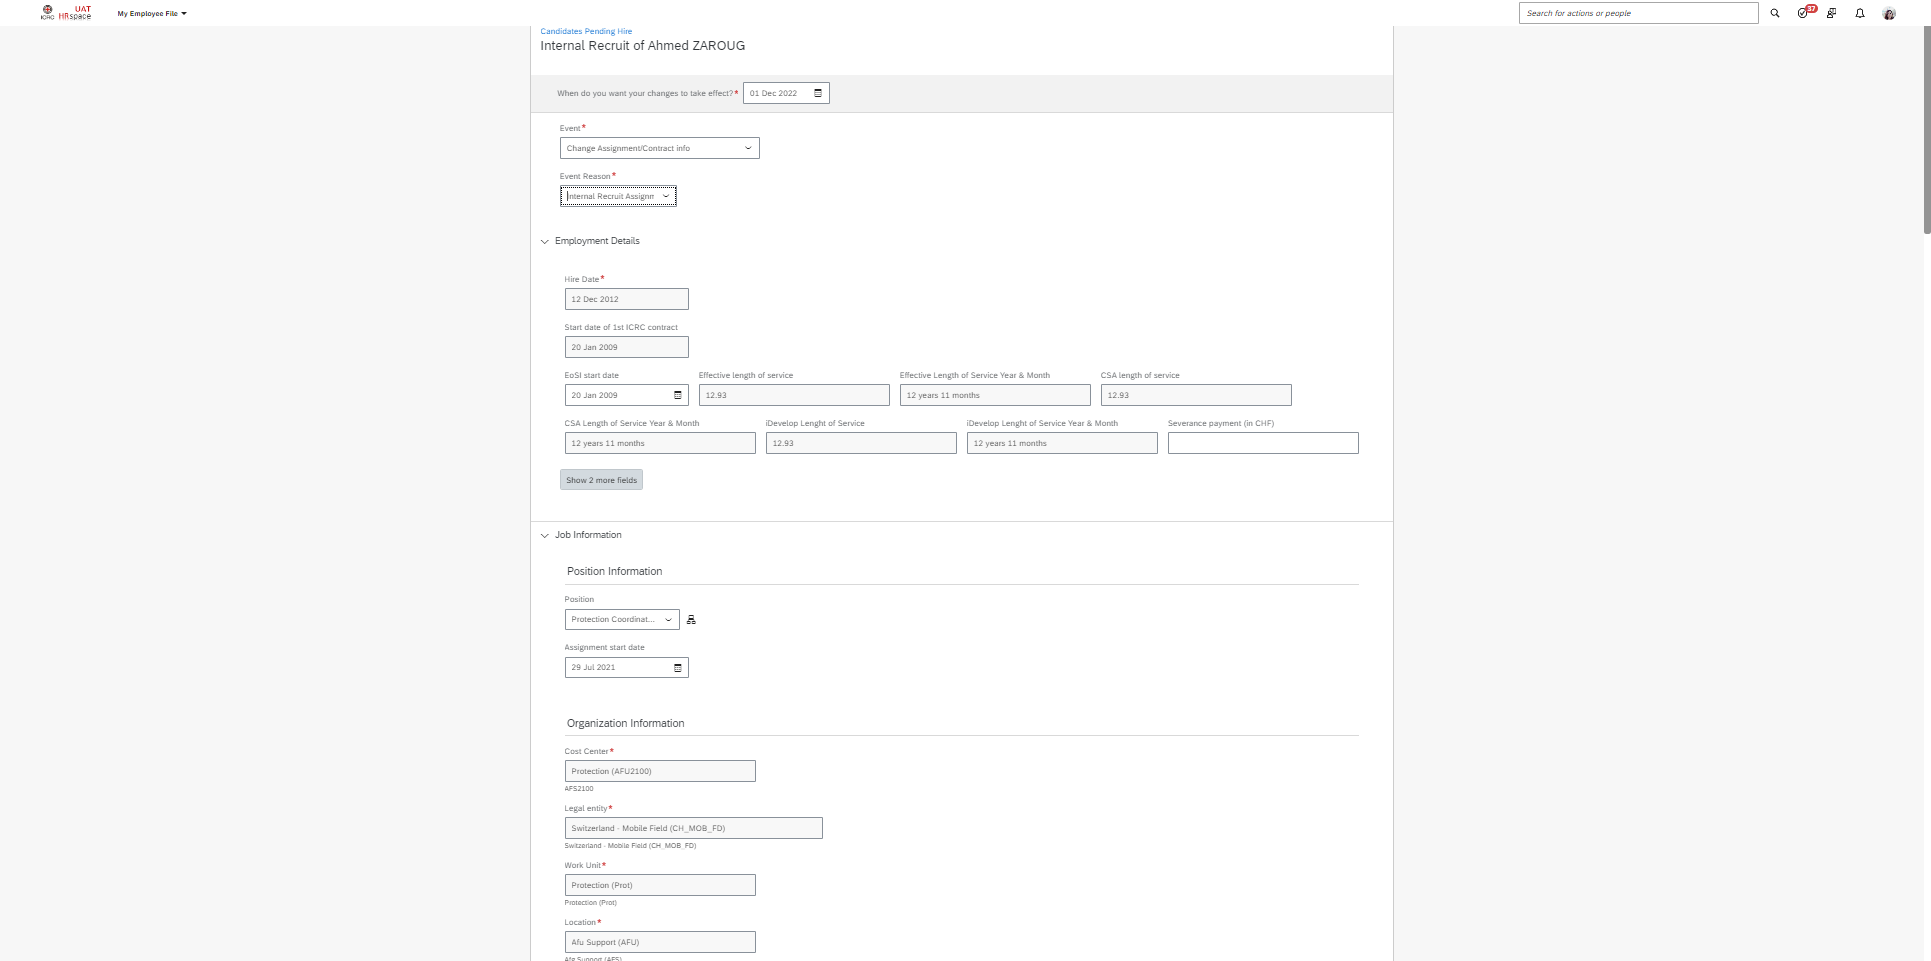 ICRC UAT HRspace My Employee File Search for actions or people 37
Candidates Pending Hire
Internal Recruit of Ahmed ZAROUG
When do you want your changes to take effect?* 01 Dec 2022
Event*
Change Assignment/Contract info
Event Reason*
Internal Recruit Assignm
Employment Details
Hire Date*
12 Dec 2012
Start date of 1st ICRC contract
20 Jan 2009
EoSI start date Effective length of service Effective Length of Service Year & Month CSA length of service
20 Jan 2009 12.93 12 years 11 months 12.93
CSA Length of Service Year & Month iDevelop Lenght of Service iDevelop Lenght of Service Year & Month Severance payment (in CHF)
12 years 11 months 12.93 12 years 11 months
Show 2 more fields
Job Information
Position Information
Position
Protection Coordinat...
Assignment start date
29 Jul 2021
Organization Information
Cost Center*
Protection (AFU2100)
AFS2100
Legal entity*
Switzerland - Mobile Field (CH_MOB_FD)
Switzerland - Mobile Field (CH_MOB_FD)
Work Unit*
Protection (Prot)
Protection (Prot)
Location*
Afu Support (AFU)
Afg Support (AFS)